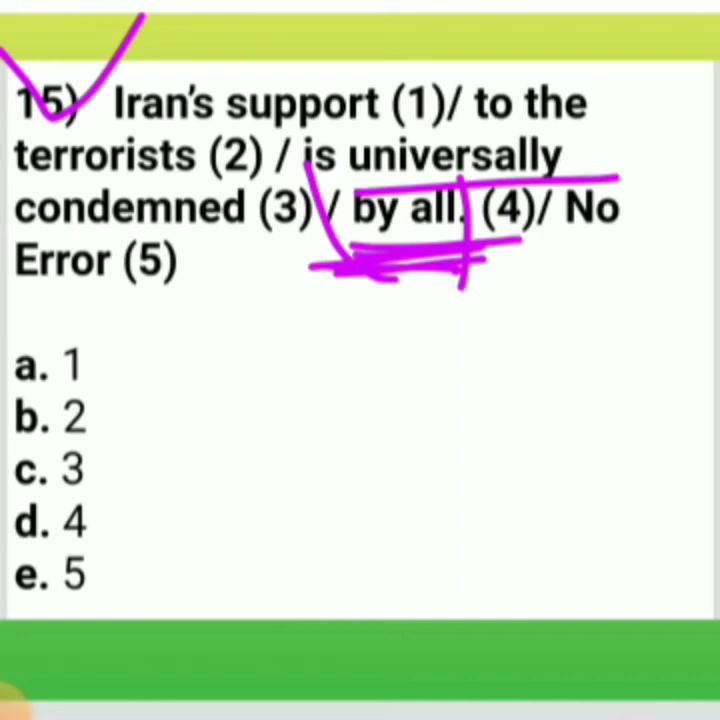 15) Iran's support (1)/ to the
terrorists (2) / is universally
condemned (3) / by all. (4)/ No
Error (5)
a. 1
b. 2
c. 3
d. 4
e. 5